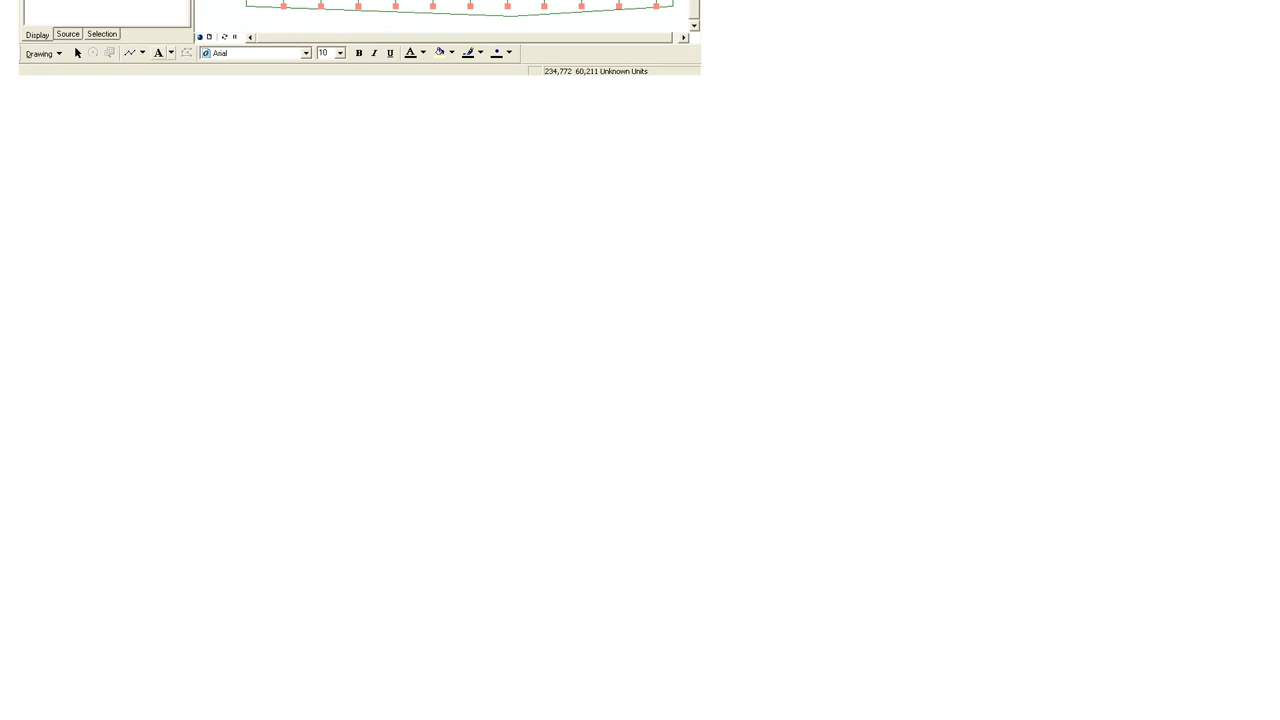 Display Source Selection
Drawing A Arial 10 B I U A
234,772 60,211 Unknown Units